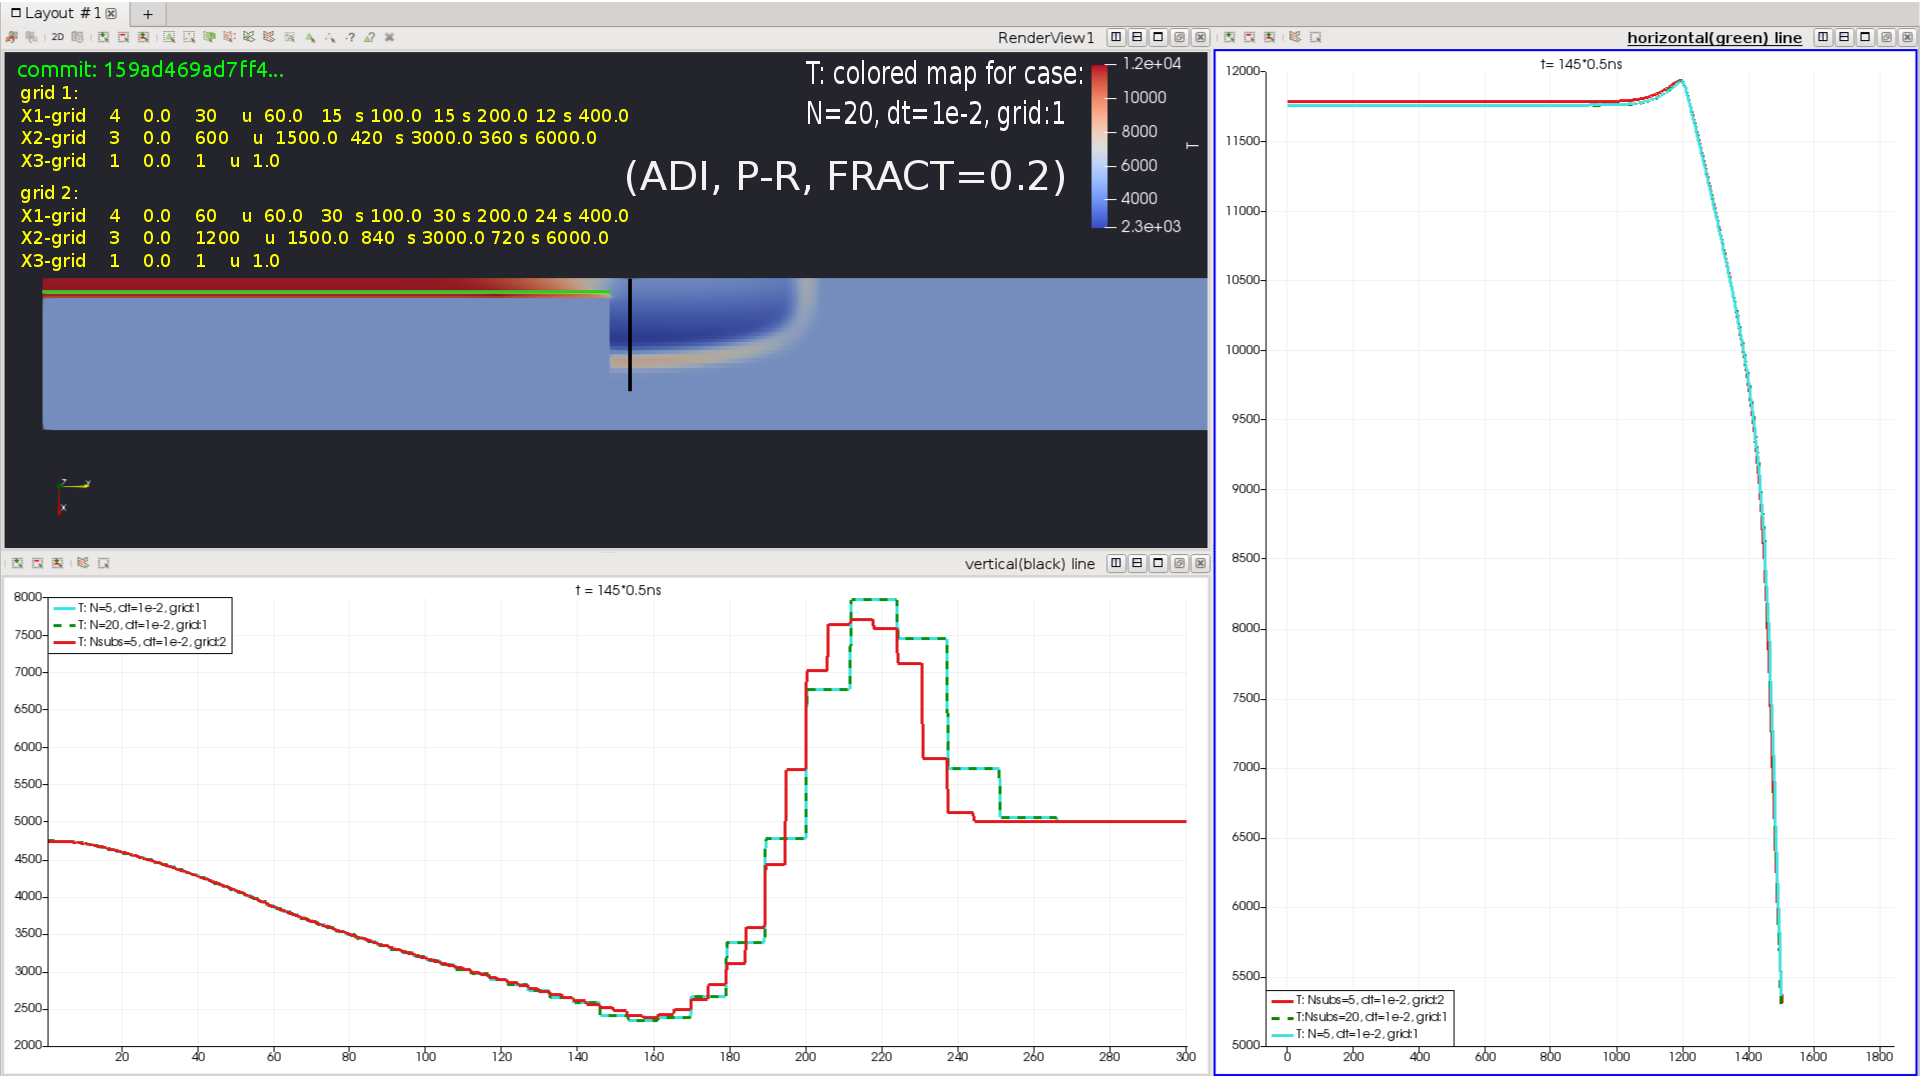 Layout #1
+
2D
RenderView1
commit: 159ad469ad7ff4...
grid 1:
X1-grid 4 0.0 30 u 60.0 15 s 100.0 15 s 200.0 12 s 400.0
X2-grid 3 0.0 600 u 1500.0 420 s 3000.0 360 s 6000.0
X3-grid 1 0.0 1 u 1.0
grid 2:
X1-grid 4 0.0 60 u 60.0 30 s 100.0 30 s 200.0 24 s 400.0
X2-grid 3 0.0 1200 u 1500.0 840 s 3000.0 720 s 6000.0
X3-grid 1 0.0 1 u 1.0
T: colored map for case:
N=20, dt=1e-2, grid:1
(ADI, P-R, FRACT=0.2)
1.2e+04
10000
8000
6000
4000
2.3e+03
T
Z
Y
X
vertical(black) line
t = 145*0.5ns
T: N=5, dt=1e-2, grid:1
T: N=20, dt=1e-2, grid:1
T: Nsubs=5, dt=1e-2, grid:2
8000
7500
7000
6500
6000
5500
5000
4500
4000
3500
3000
2500
2000
20 40 60 80 100 120 140 160 180 200 220 240 260 280 300
horizontal(green) line
t= 145*0.5ns
12000
11500
11000
10500
10000
9500
9000
8500
8000
7500
7000
6500
6000
5500
5000
T: Nsubs=5, dt=1e-2, grid:2
T:Nsubs=20, dt=1e-2, grid:1
T: N=5, dt=1e-2, grid:1
0 200 400 600 800 1000 1200 1400 1600 1800